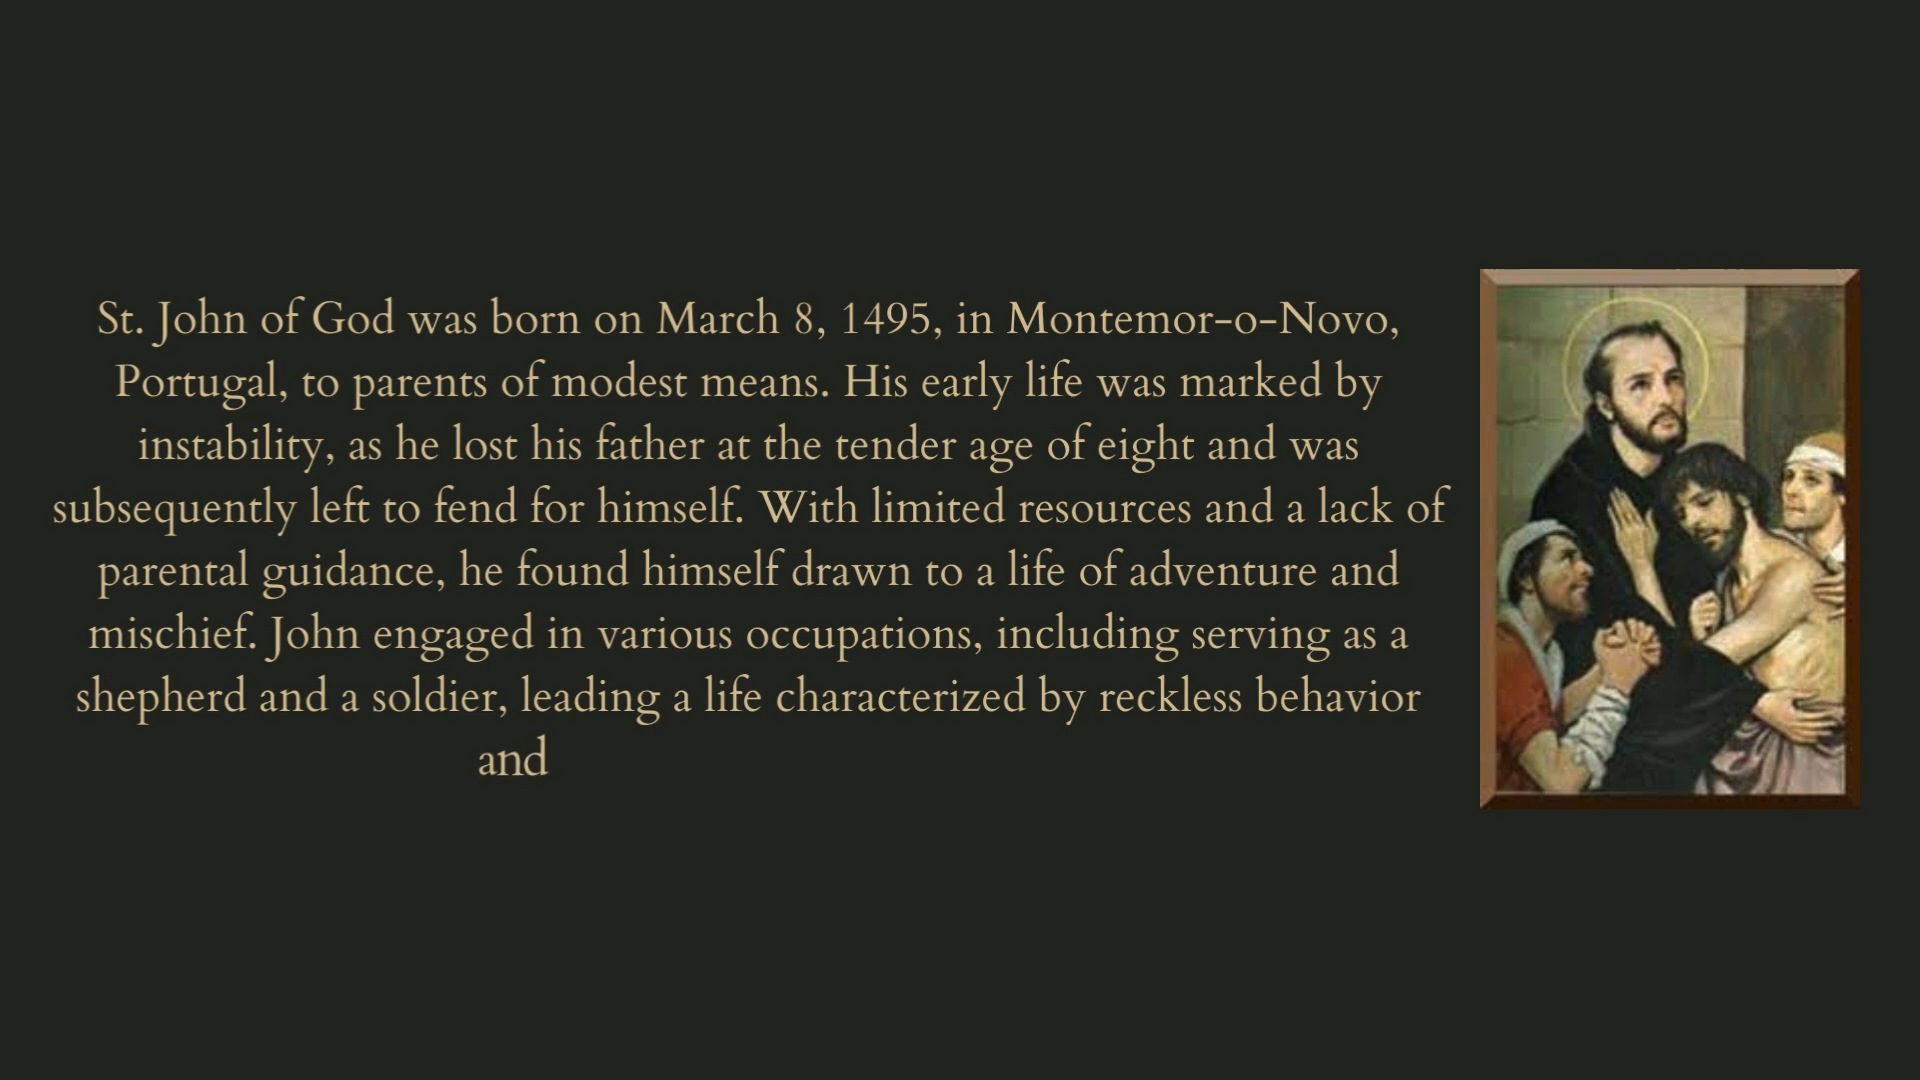 St. John of God was born on March 8, 1495, in Montemor-o-Novo,
Portugal, to parents of modest means. His early life was marked by
instability, as he lost his father at the tender age of eight and was
subsequently left to fend for himself. With limited resources and a lack of
parental guidance, he found himself drawn to a life of adventure and
mischief. John engaged in various occupations, including serving as a
shepherd and a soldier, leading a life characterized by reckless behavior
and